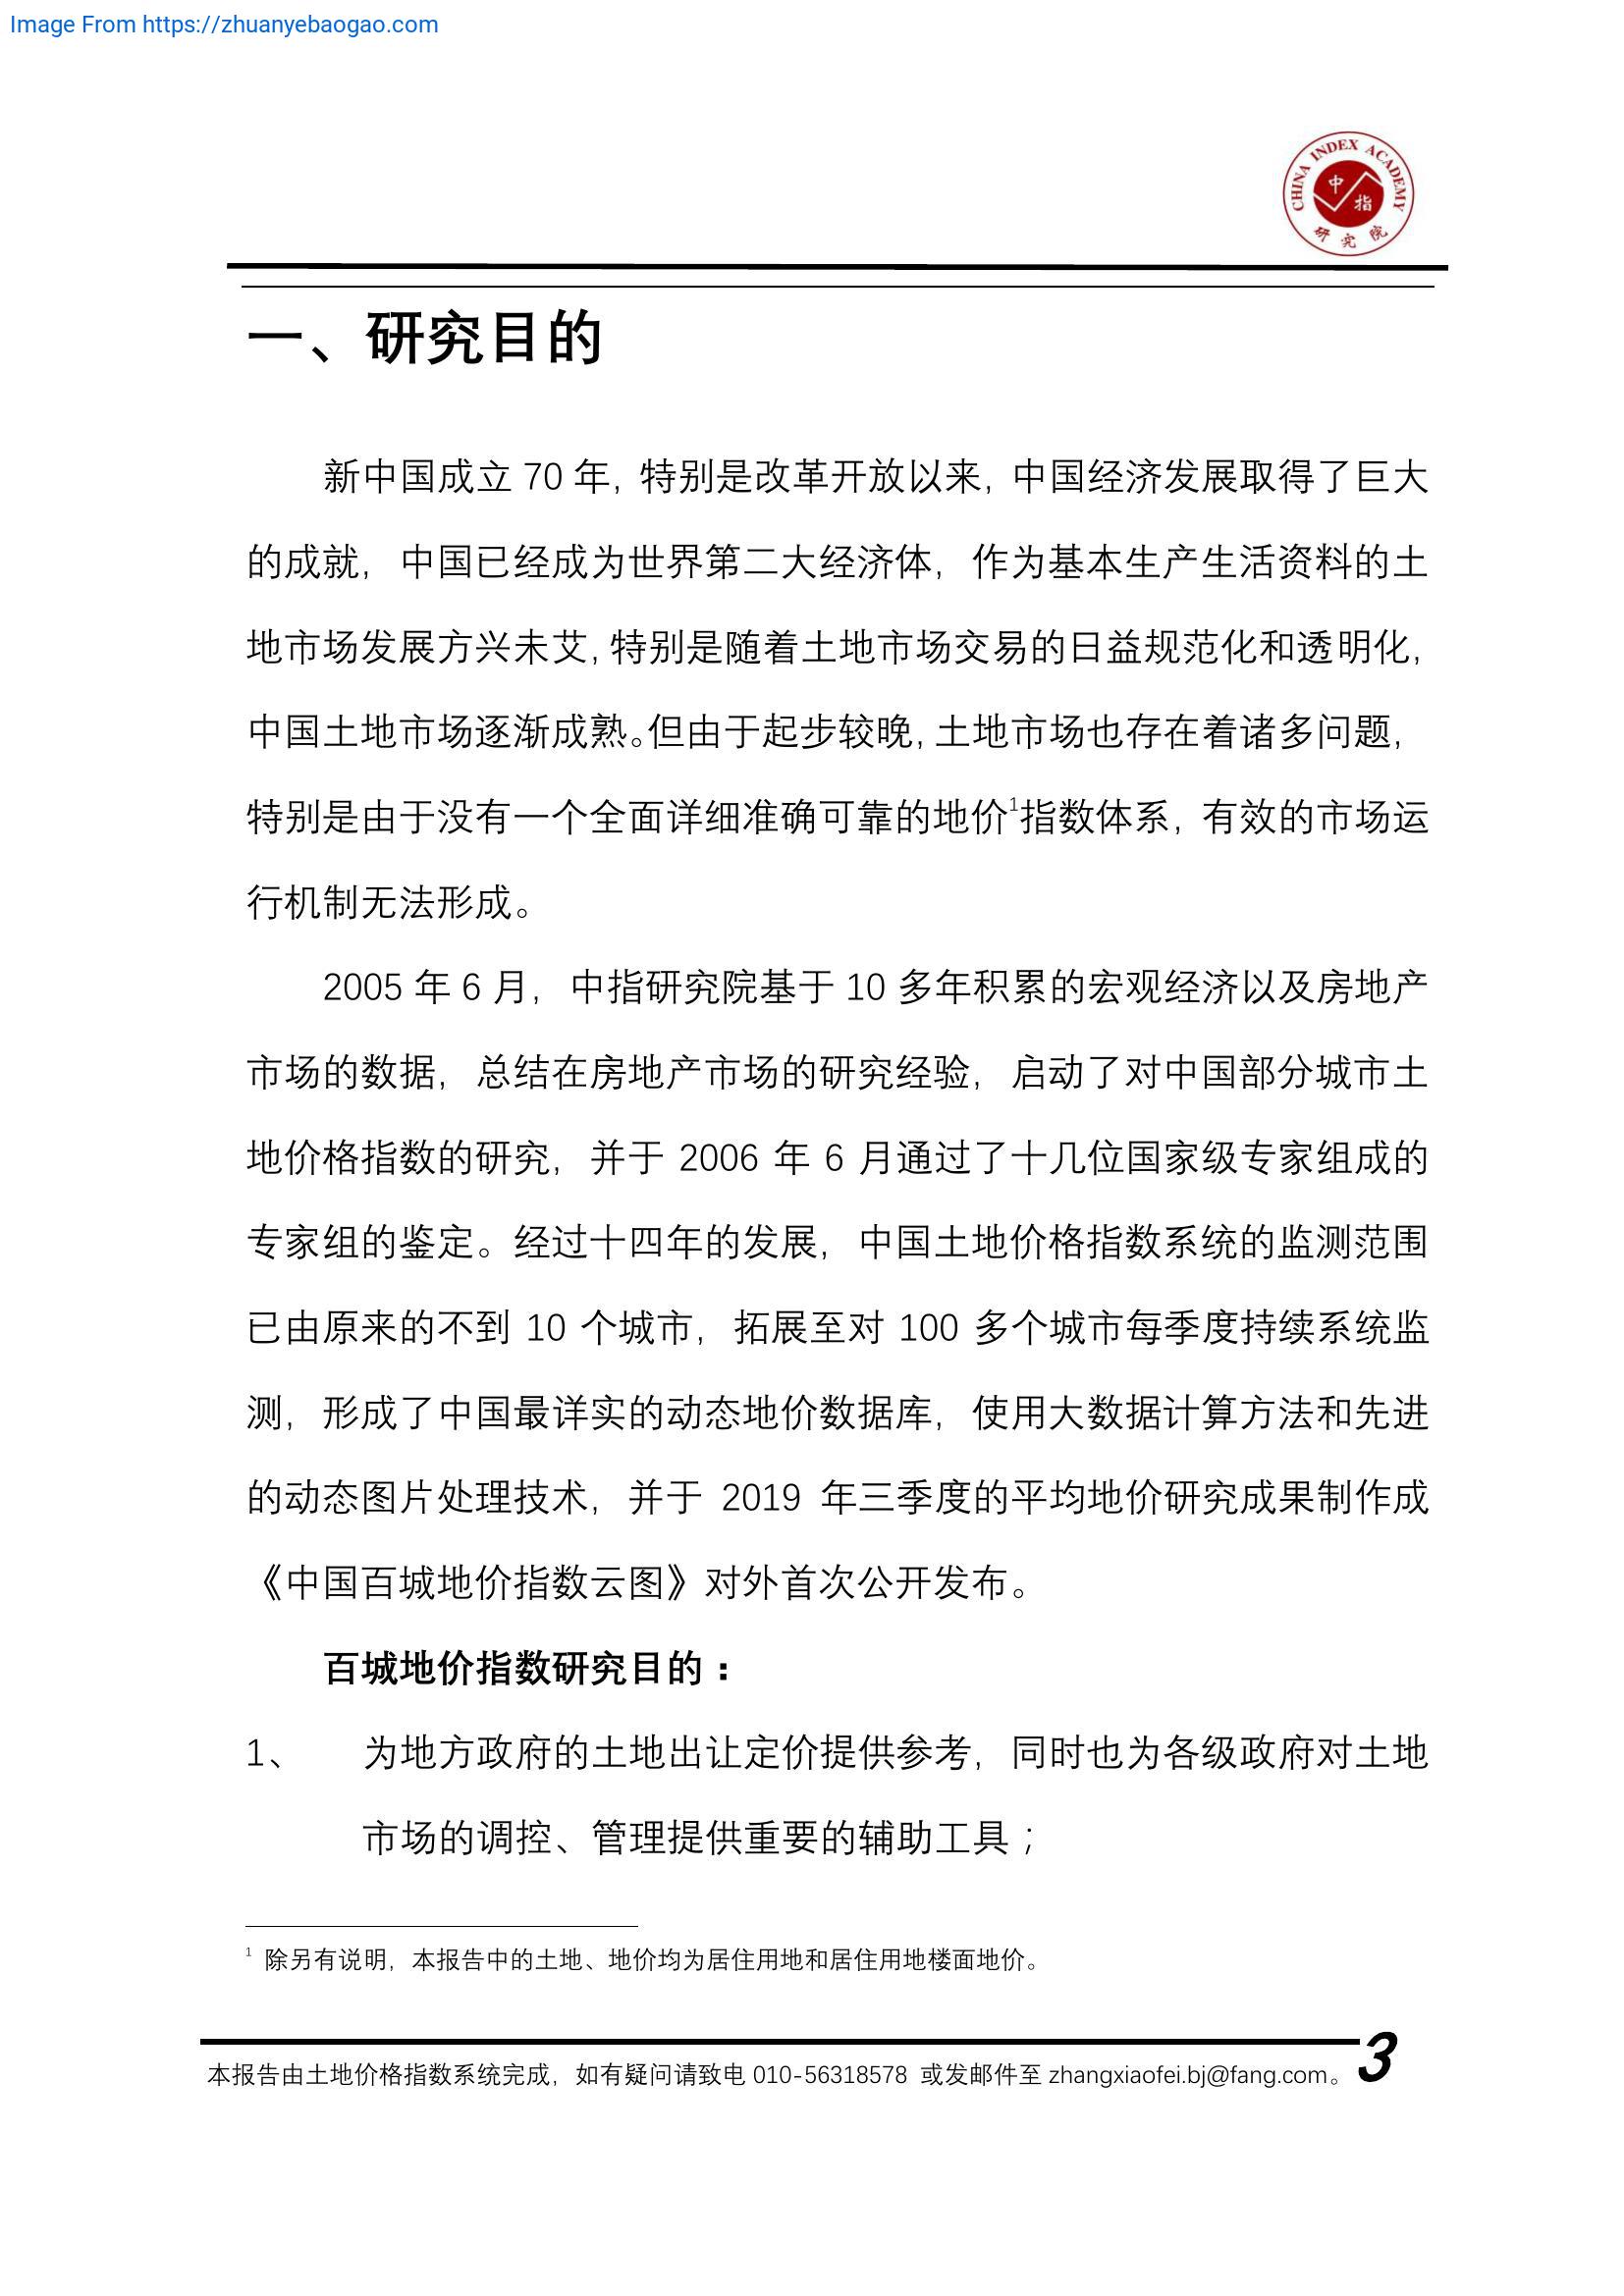 Image From https://zhuanyebaogao.com
CHINA INDEX ACADEMY
中指
研究院
一、研究目的
新中国成立 70 年，特别是改革开放以来，中国经济发展取得了巨大
的成就，中国已经成为世界第二大经济体，作为基本生产生活资料的土
地市场发展方兴未艾，特别是随着土地市场交易的日益规范化和透明化，
中国土地市场逐渐成熟。但由于起步较晚，土地市场也存在着诸多问题，
特别是由于没有一个全面详细准确可靠的地价1指数体系，有效的市场运
行机制无法形成。
2005 年 6 月，中指研究院基于 10 多年积累的宏观经济以及房地产
市场的数据，总结在房地产市场的研究经验，启动了对中国部分城市土
地价格指数的研究，并于 2006 年 6 月通过了十几位国家级专家组成的
专家组的鉴定。经过十四年的发展，中国土地价格指数系统的监测范围
已由原来的不到 10 个城市，拓展至对 100 多个城市每季度持续系统监
测，形成了中国最详实的动态地价数据库，使用大数据计算方法和先进
的动态图片处理技术，并于 2019 年三季度的平均地价研究成果制作成
《中国百城地价指数云图》对外首次公开发布。
百城地价指数研究目的：
1、 为地方政府的土地出让定价提供参考，同时也为各级政府对土地
市场的调控、管理提供重要的辅助工具；
1 除另有说明，本报告中的土地、地价均为居住用地和居住用地楼面地价。
本报告由土地价格指数系统完成，如有疑问请致电 010-56318578 或发邮件至 zhangxiaofei.bj@fang.com。
3